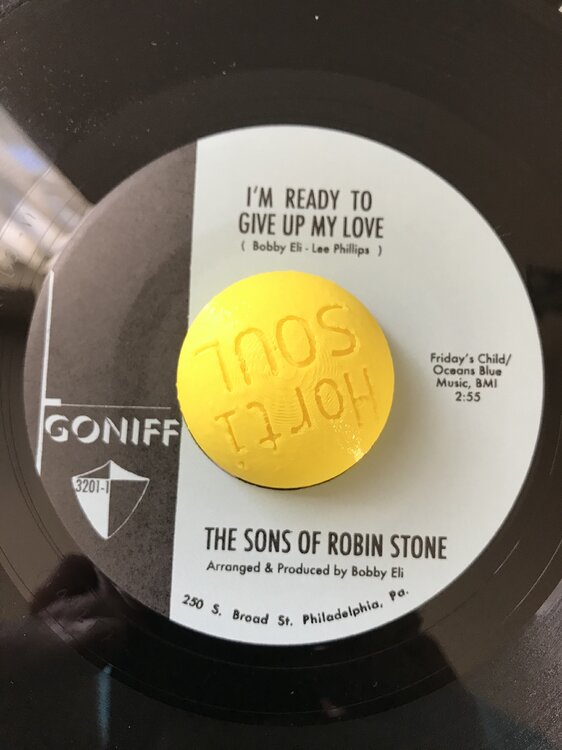 I'M READY TO
GIVE UP MY LOVE
( Bobby Eli - Lee Phillips )
Horti
SOUL
Friday's Child/
Oceans Blue
Music, BMI
2:55
GONIFF
3201-1
THE SONS OF ROBIN STONE
Arranged & Produced by Bobby Eli
250 S. Broad St. Philadelphia, Pa.